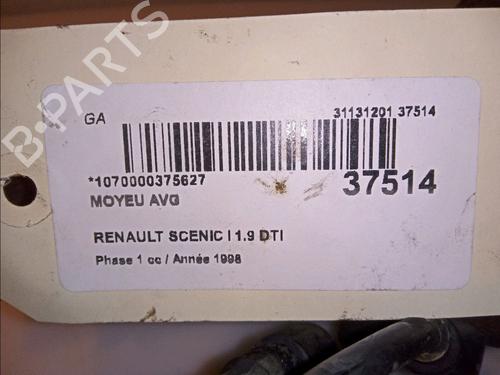 B-PARTS
GA
31131201 37514
*1070000375627
37514
MOYEU AVG
RENAULT SCENIC I 1.9 DTI
Phase 1 cc / Année 1998